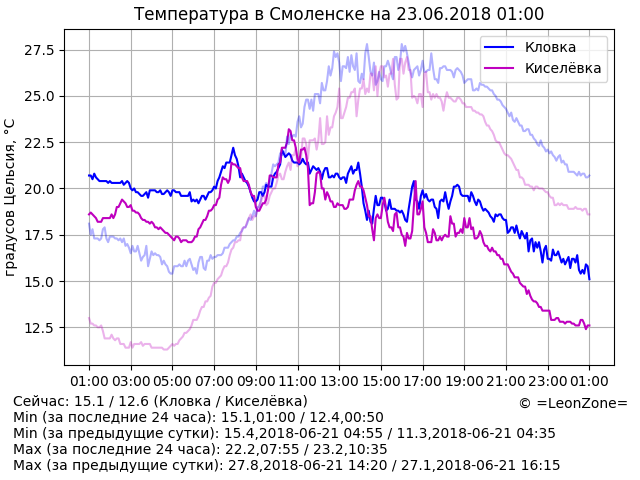 Температура в Смоленске на 23.06.2018 01:00
Кловка
Киселёвка
градусов Цельсия, °C
27.5
25.0
22.5
20.0
17.5
15.0
12.5
01:00 03:00 05:00 07:00 09:00 11:00 13:00 15:00 17:00 19:00 21:00 23:00 01:00
Сейчас: 15.1 / 12.6 (Кловка / Киселёвка)
© =LeonZone=
Min (за последние 24 часа): 15.1,01:00 / 12.4,00:50
Min (за предыдущие сутки): 15.4,2018-06-21 04:55 / 11.3,2018-06-21 04:35
Max (за последние 24 часа): 22.2,07:55 / 23.2,10:35
Max (за предыдущие сутки): 27.8,2018-06-21 14:20 / 27.1,2018-06-21 16:15